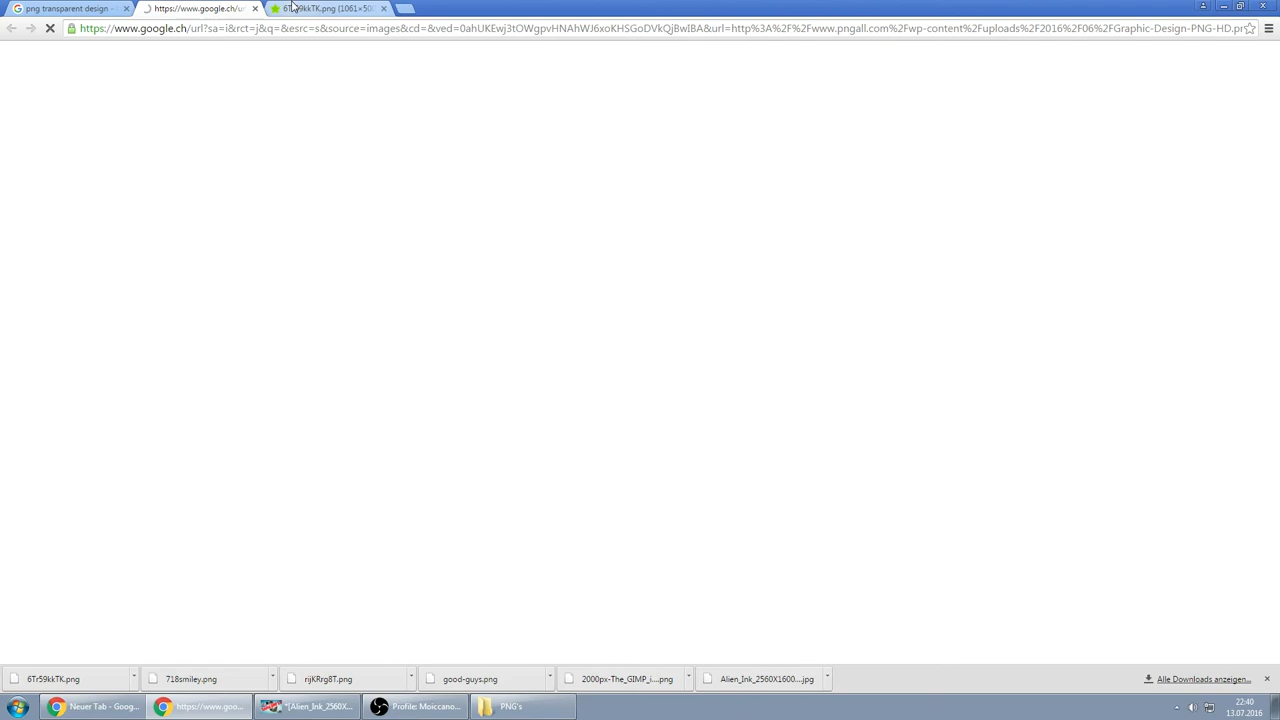 png transparent design -
https://www.google.ch/ur
6Tr59kkTK.png (1061×50
https://www.google.ch/url?sa=i&rct=j&q=&esrc=s&source=images&cd=&ved=0ahUKEwj3tOWgpvHNAhWJ6xoKHSGoDVkQjBwIBA&url=http%3A%2F%2Fwww.pngall.com%2Fwp-content%2Fuploads%2F2016%2F06%2FGraphic-Design-PNG-HD.pn
6Tr59kkTK.png
718smiley.png
rijKRrg8T.png
good-guys.png
2000px-The_GIMP_i....png
Alien_Ink_2560X1600....jpg
Alle Downloads anzeigen...
Neuer Tab - Goog...
https://www.goo...
*[Alien_Ink_2560X...
Profile: Moiccano...
PNG's
22:40
13.07.2016